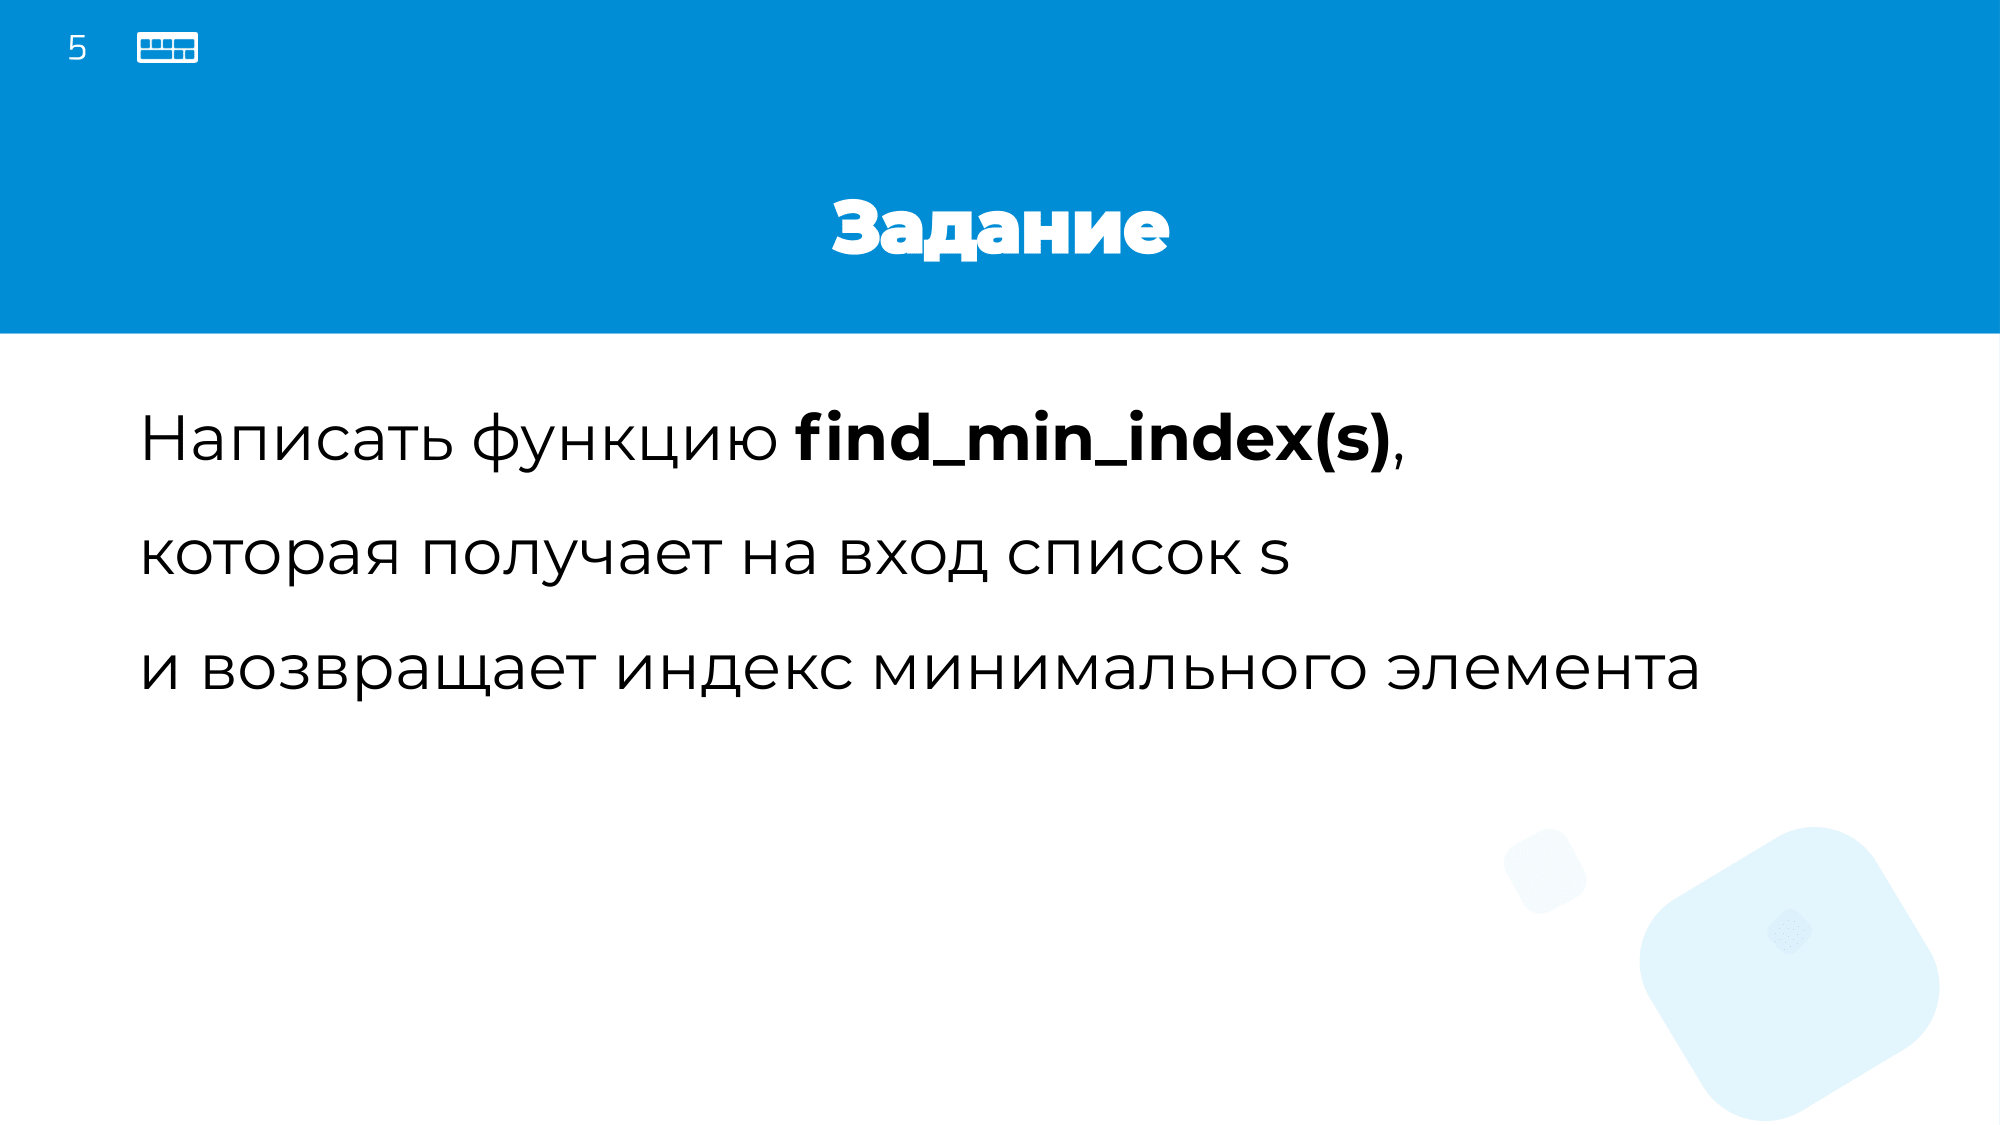 5
Задание
Написать функцию find_min_index(s),
которая получает на вход список s
и возвращает индекс минимального элемента